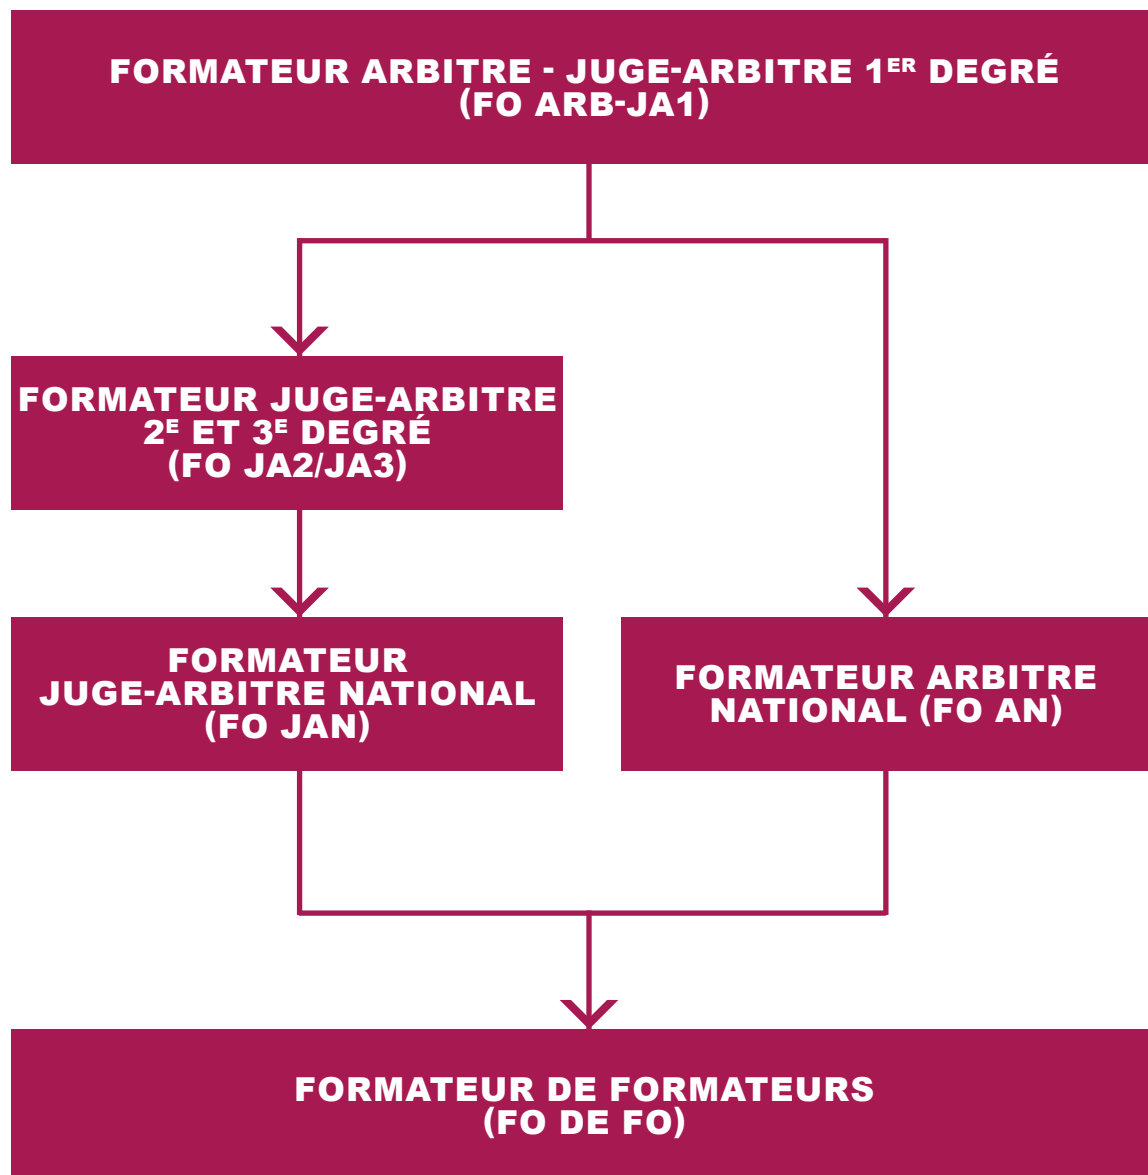 FORMATEUR ARBITRE - JUGE-ARBITRE 1ER DEGRÉ
(FO ARB-JA1)
FORMATEUR JUGE-ARBITRE
2E ET 3E DEGRÉ
(FO JA2/JA3)
FORMATEUR
JUGE-ARBITRE NATIONAL
(FO JAN)
FORMATEUR ARBITRE
NATIONAL (FO AN)
FORMATEUR DE FORMATEURS
(FO DE FO)